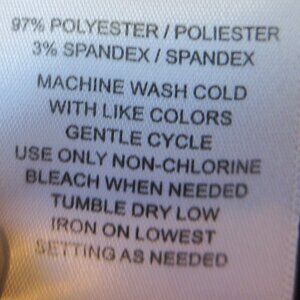 97% POLYESTER / POLIESTER
3% SPANDEX / SPANDEX
MACHINE WASH COLD
WITH LIKE COLORS
GENTLE CYCLE
USE ONLY NON-CHLORINE
BLEACH WHEN NEEDED
TUMBLE DRY LOW
IRON ON LOWEST
SETTING AS NEEDED